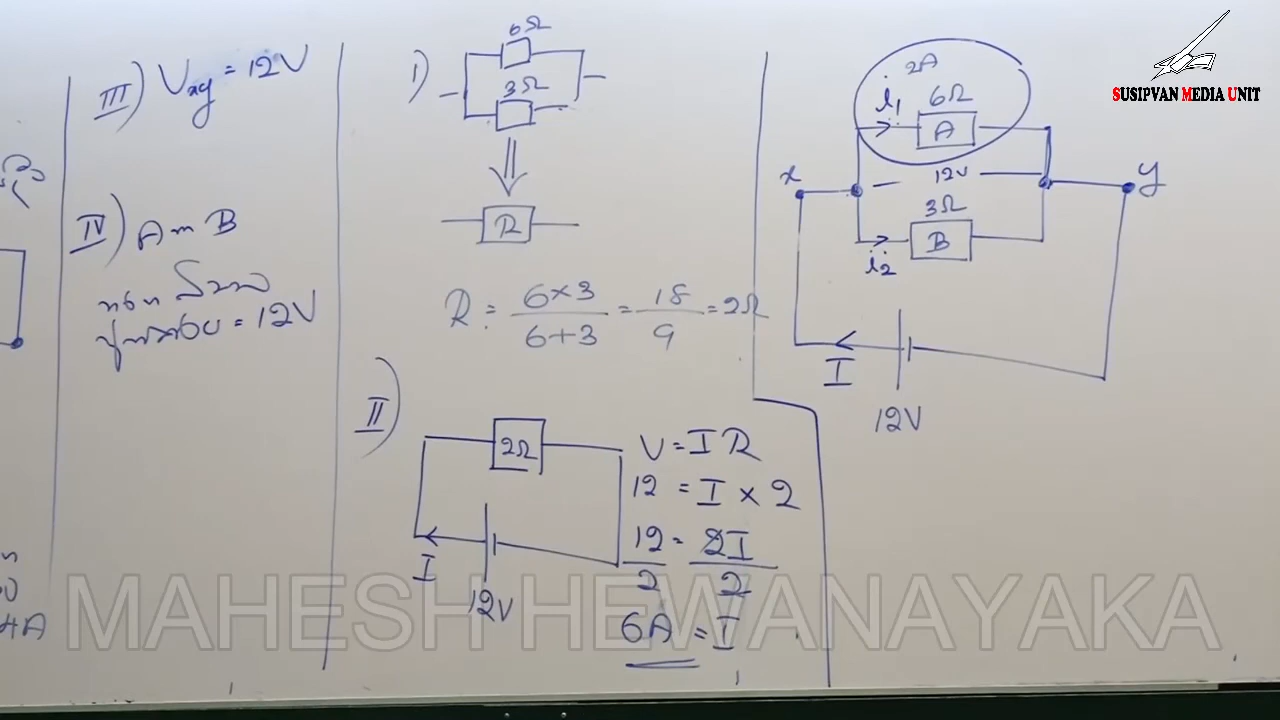 III) Vxy = 12V
IV) A හා B
= 12V
4A
I)
6Ω
3Ω
R
R = 6×3 / 6+3 = 18 / 9 = 2Ω
II)
2Ω
I
12V
V = IR
12 = I × 2
12 / 2 = 2I / 2
6A = I
2A
i1
6Ω
A
x
12V
y
3Ω
B
i2
I
12V
SUSIPVAN MEDIA UNIT
MAHESH HEWANAYAKA